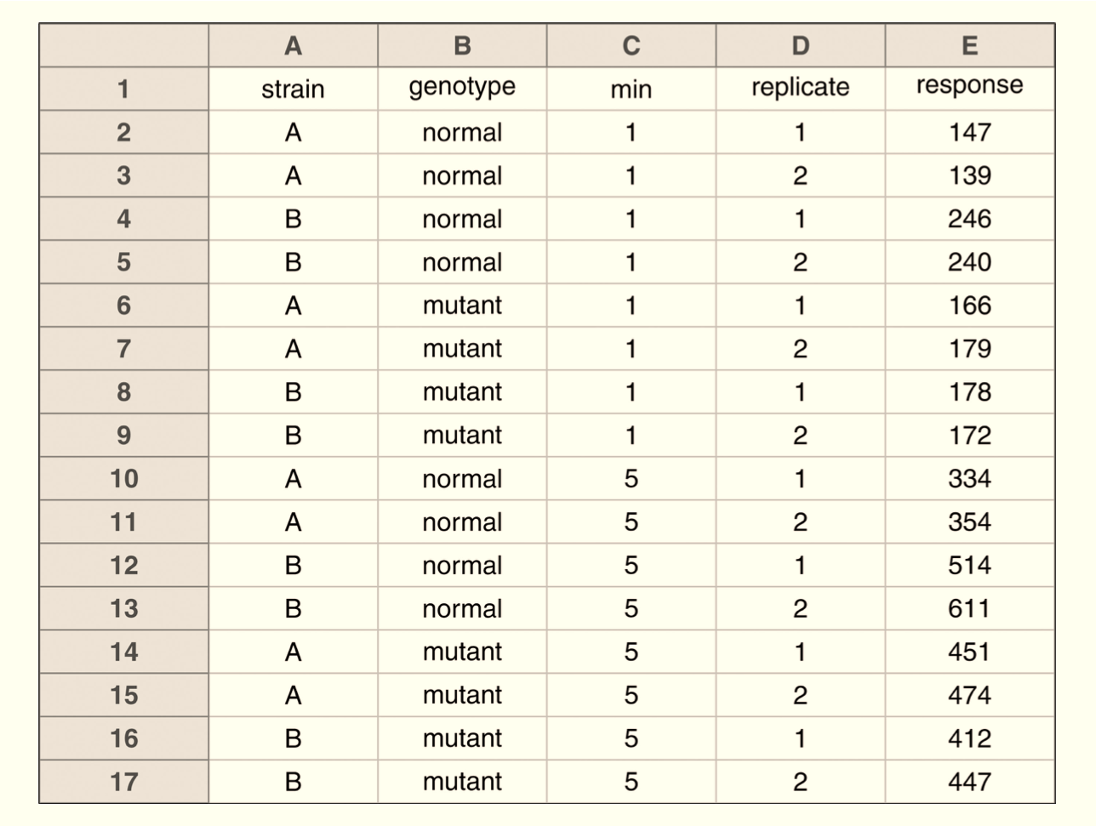 A B C D E
1 strain genotype min replicate response
2 A normal 1 1 147
3 A normal 1 2 139
4 B normal 1 1 246
5 B normal 1 2 240
6 A mutant 1 1 166
7 A mutant 1 2 179
8 B mutant 1 1 178
9 B mutant 1 2 172
10 A normal 5 1 334
11 A normal 5 2 354
12 B normal 5 1 514
13 B normal 5 2 611
14 A mutant 5 1 451
15 A mutant 5 2 474
16 B mutant 5 1 412
17 B mutant 5 2 447